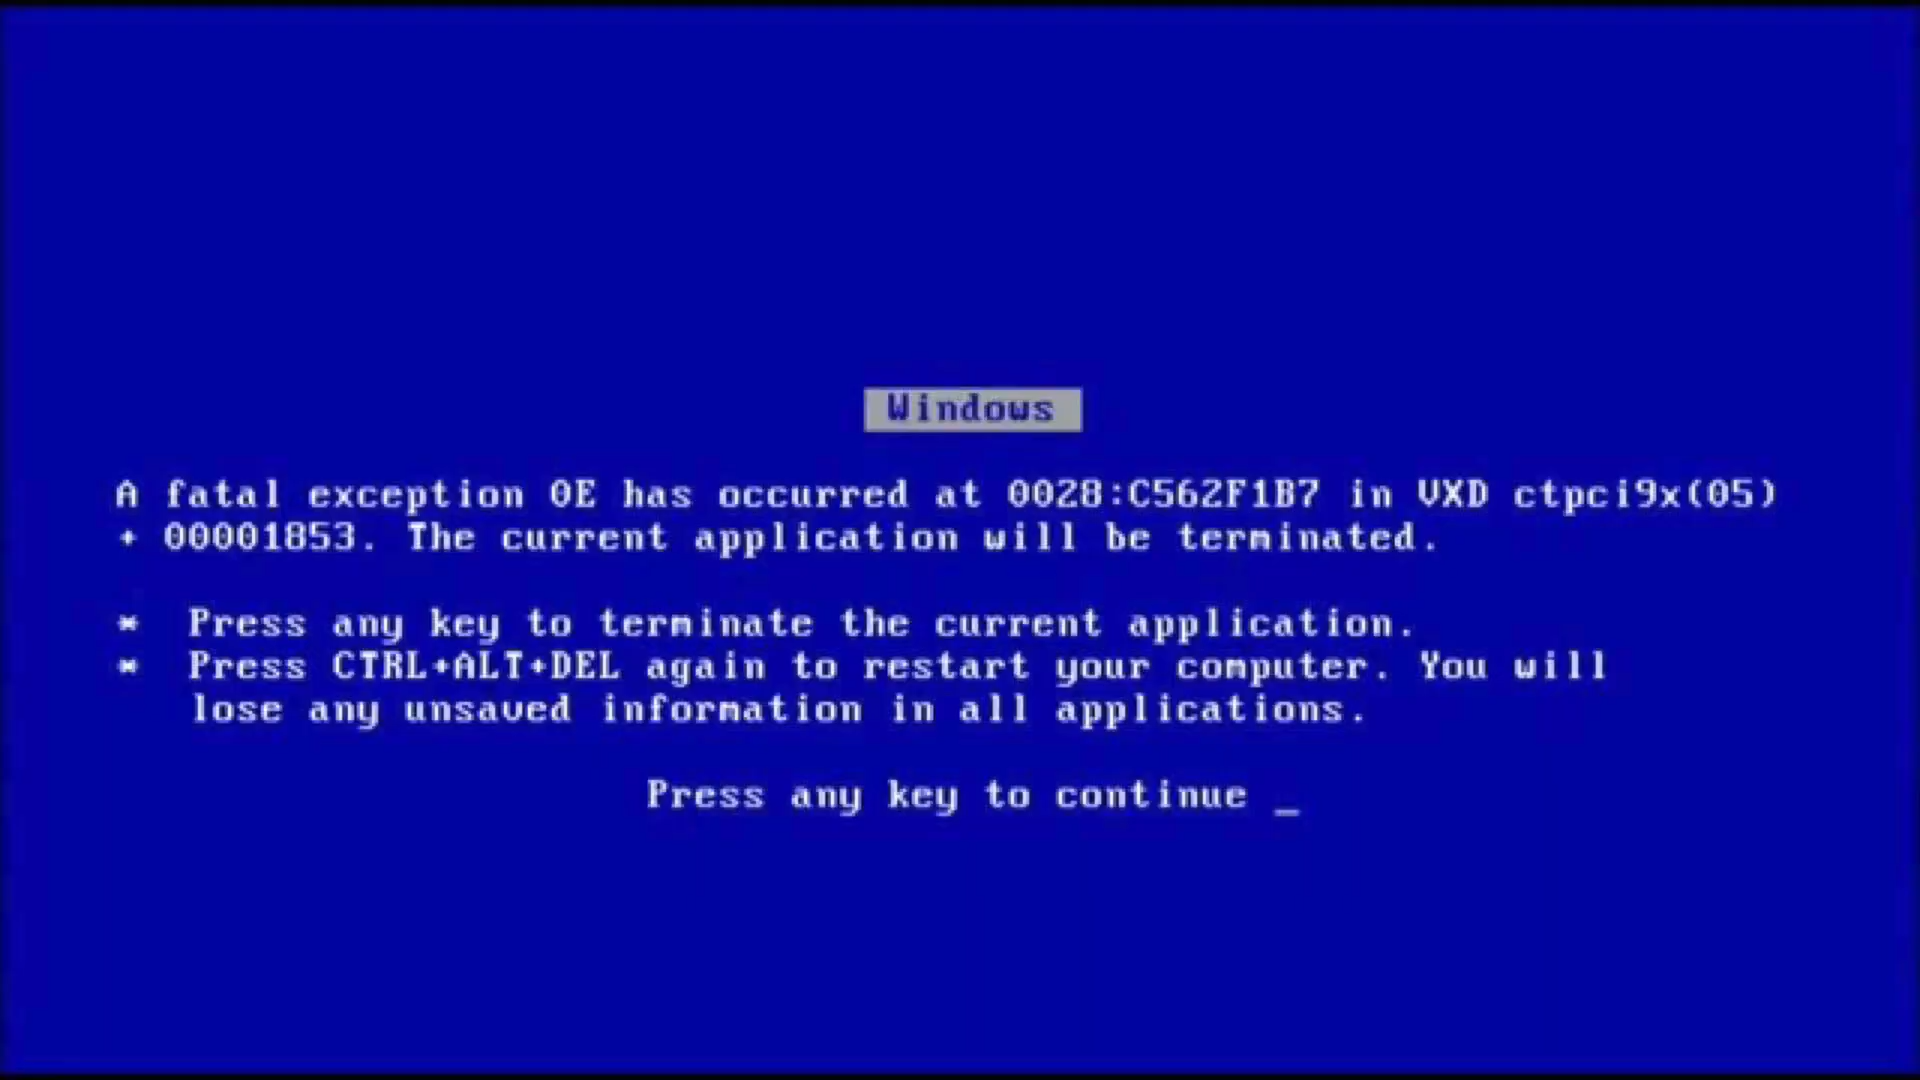 Windows
A fatal exception 0E has occurred at 0028:C562F1B7 in VXD ctpci9x(05)
+ 00001853. The current application will be terminated.
* Press any key to terminate the current application.
* Press CTRL+ALT+DEL again to restart your computer. You will
lose any unsaved information in all applications.
Press any key to continue _